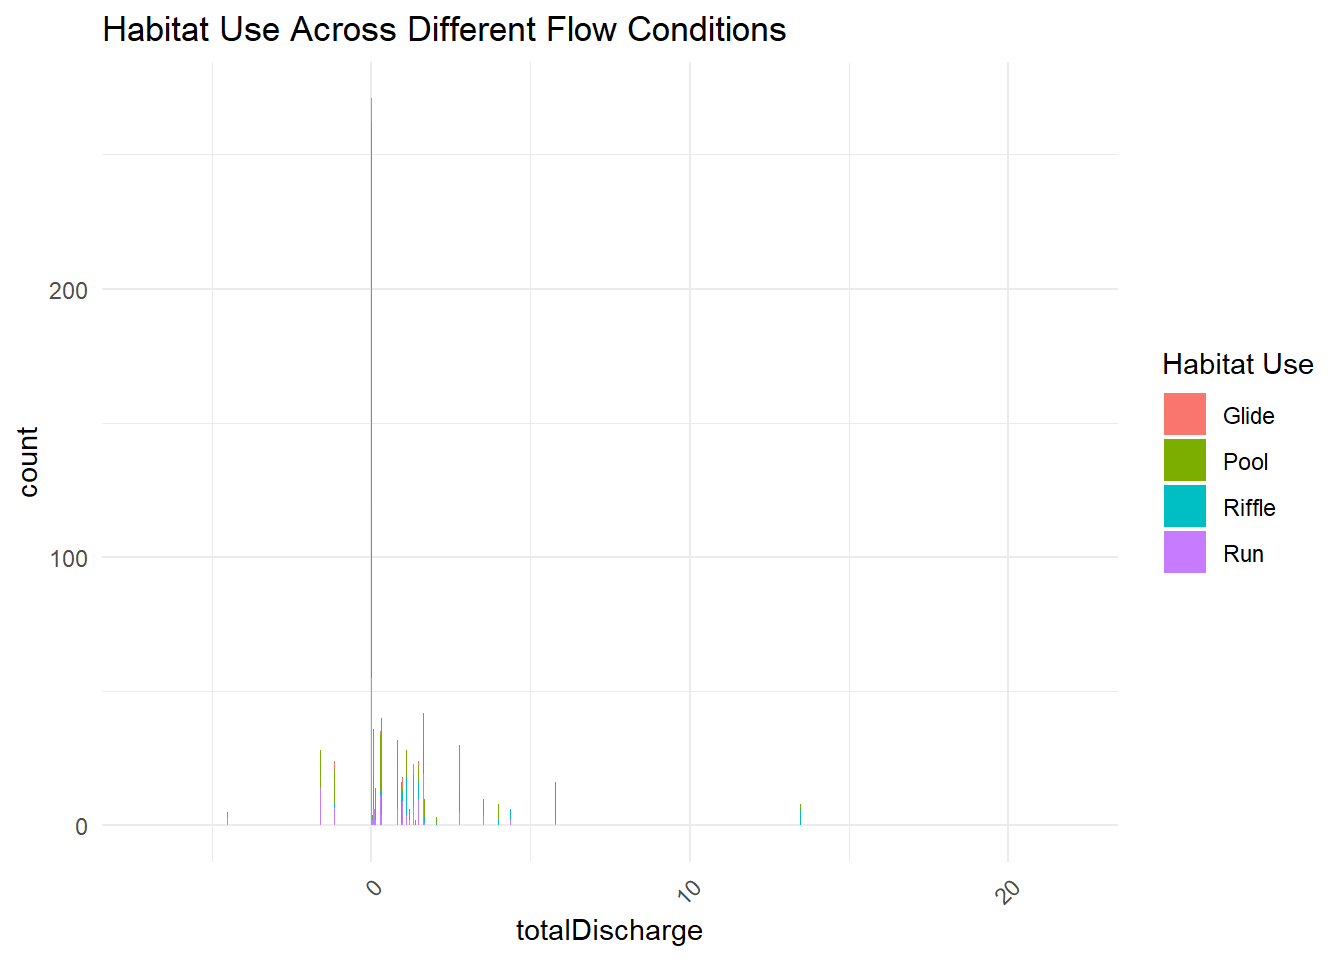 Habitat Use Across Different Flow Conditions
count
200
100
0
0
10
20
totalDischarge
Habitat Use
Glide
Pool
Riffle
Run